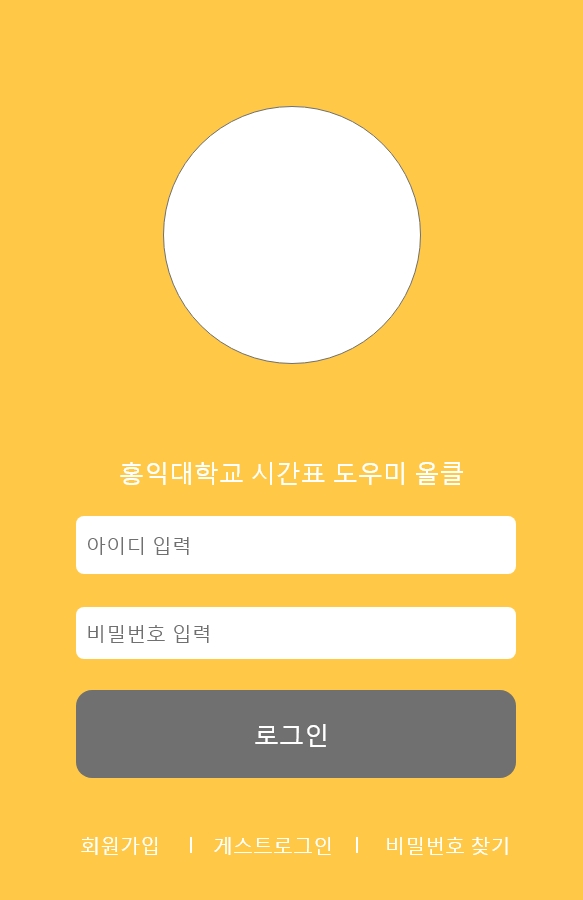 홍익대학교 시간표 도우미 올클
아이디 입력
비밀번호 입력
로그인
회원가입 | 게스트로그인 | 비밀번호 찾기